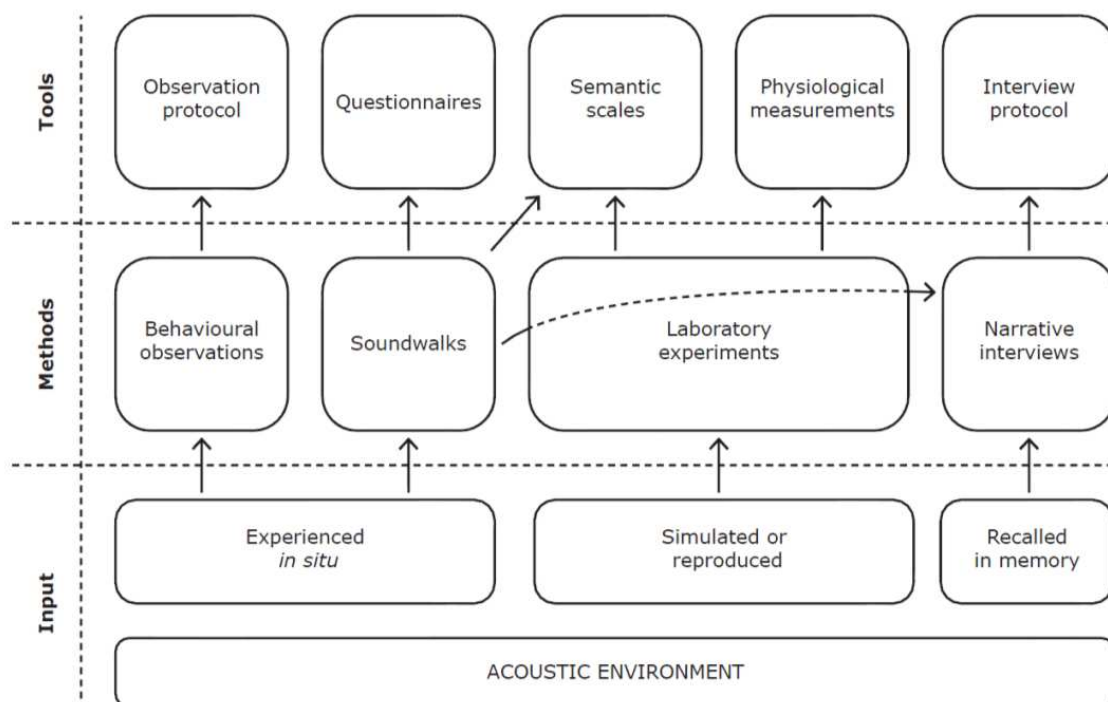 Tools
Observation
protocol
Questionnaires
Semantic
scales
Physiological
measurements
Interview
protocol
Methods
Behavioural
observations
Soundwalks
Laboratory
experiments
Narrative
interviews
Input
Experienced
in situ
Simulated or
reproduced
Recalled
in memory
ACOUSTIC ENVIRONMENT